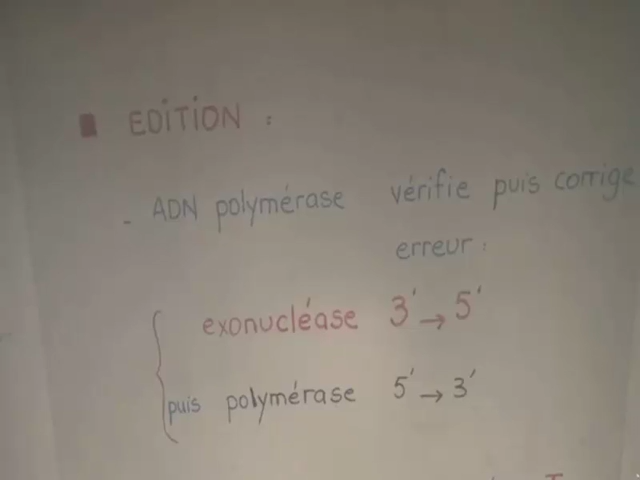 ■ EDITION :
- ADN polymérase vérifie puis corrige
erreur :
exonucléase 3' → 5'
puis polymérase 5' → 3'